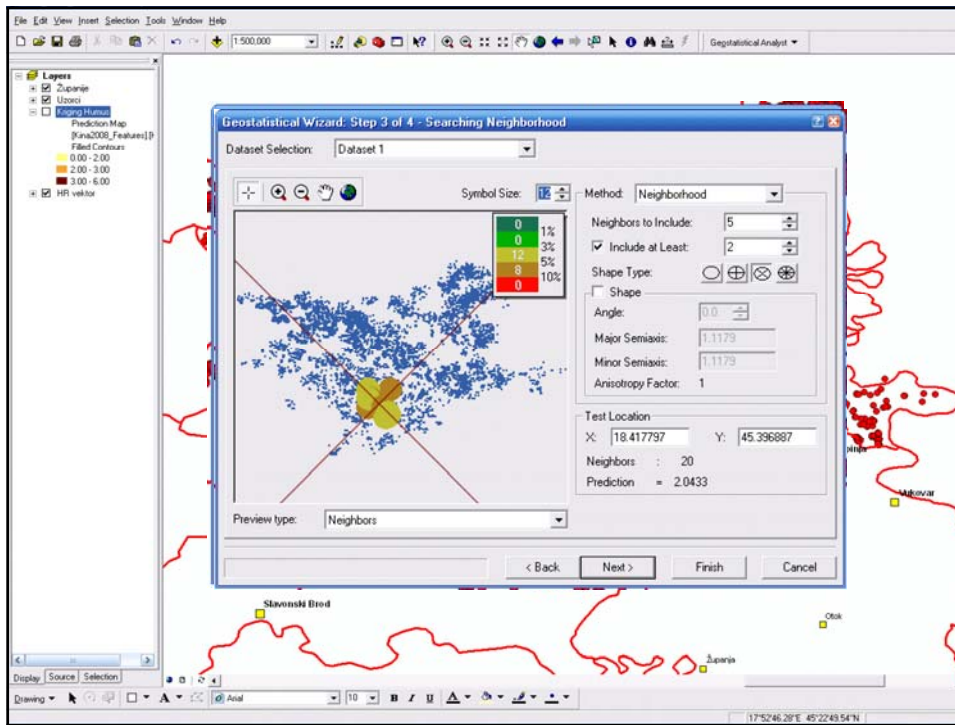 File Edit View Insert Selection Tools Window Help
1:500,000
Geostatistical Analyst
Layers
Županije
Uzorci
Kriging Humus
Prediction Map
[Kina2008_Features].[
Filled Contours
0.00 - 2.00
2.00 - 3.00
3.00 - 6.00
HR vektor
Geostatistical Wizard: Step 3 of 4 - Searching Neighborhood
Dataset Selection: Dataset 1
Symbol Size: 12
0
1%
0
3%
12
5%
8
10%
0
Preview type: Neighbors
Method: Neighborhood
Neighbors to Include: 5
Include at Least: 2
Shape Type:
Shape
Angle: 0.0
Major Semiaxis: 1.1179
Minor Semiaxis: 1.1179
Anisotropy Factor: 1
Test Location
X: 18.417797 Y: 45.396887
Neighbors : 20
Prediction = 2.0433
< Back Next > Finish Cancel
Vukovar
Slavonski Brod
Otok
Županja
Display Source Selection
Drawing
Arial
10
B I U A
17°52'46.28"E 45°22'49.54"N